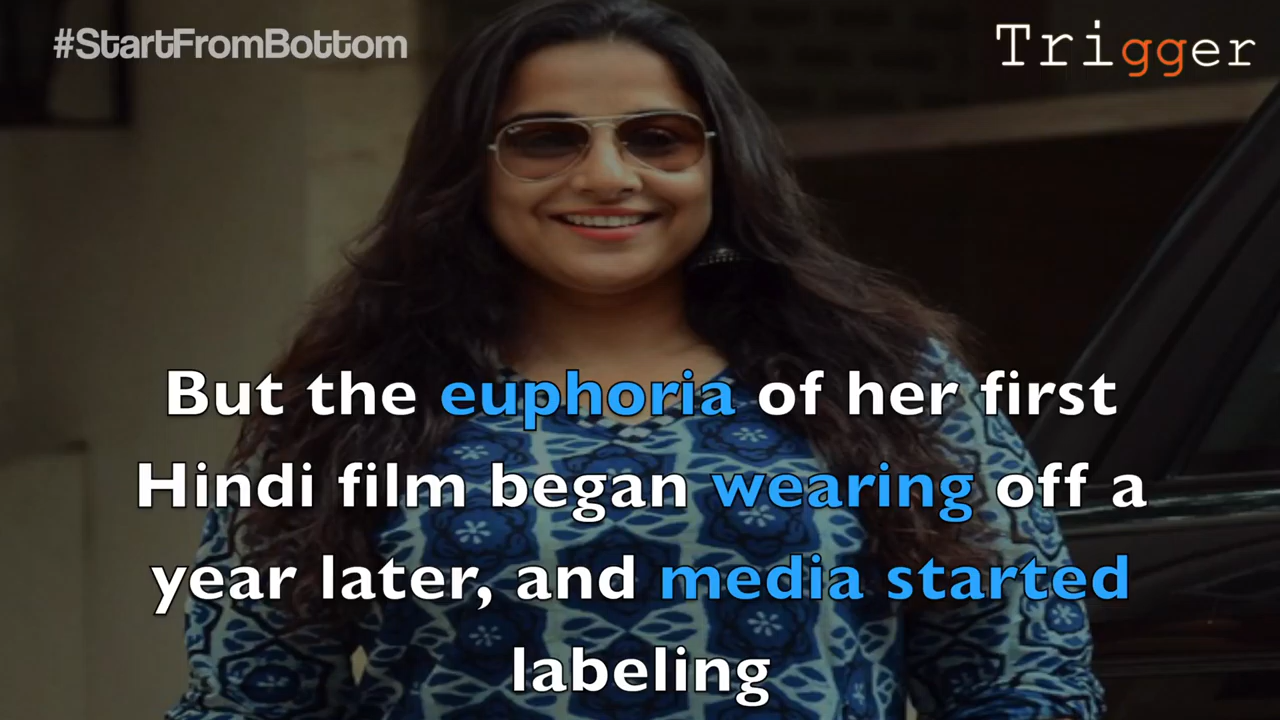 #StartFromBottom
Trigger
But the euphoria of her first
Hindi film began wearing off a
year later, and media started
labeling